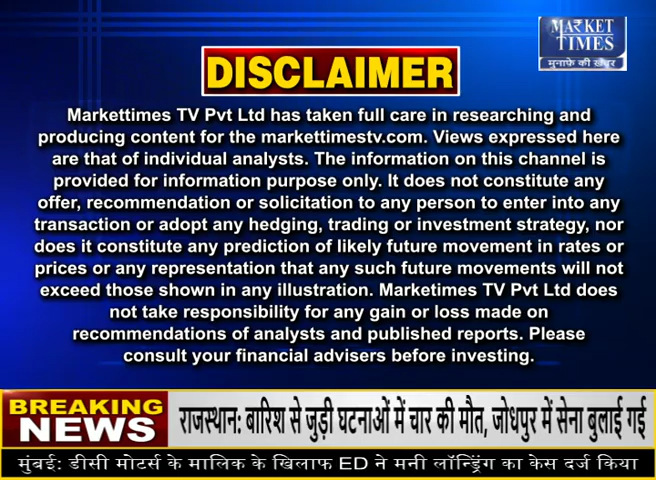 MARKET
TIMES
मुनाफे की खबर
DISCLAIMER
Markettimes TV Pvt Ltd has taken full care in researching and
producing content for the markettimestv.com. Views expressed here
are that of individual analysts. The information on this channel is
provided for information purpose only. It does not constitute any
offer, recommendation or solicitation to any person to enter into any
transaction or adopt any hedging, trading or investment strategy, nor
does it constitute any prediction of likely future movement in rates or
prices or any representation that any such future movements will not
exceed those shown in any illustration. Marketimes TV Pvt Ltd does
not take responsibility for any gain or loss made on
recommendations of analysts and published reports. Please
consult your financial advisers before investing.
BREAKING
NEWS
राजस्थान: बारिश से जुड़ी घटनाओं में चार की मौत, जोधपुर में सेना बुलाई गई
मुंबई: डीसी मोटर्स के मालिक के खिलाफ ED ने मनी लॉन्ड्रिंग का केस दर्ज किया